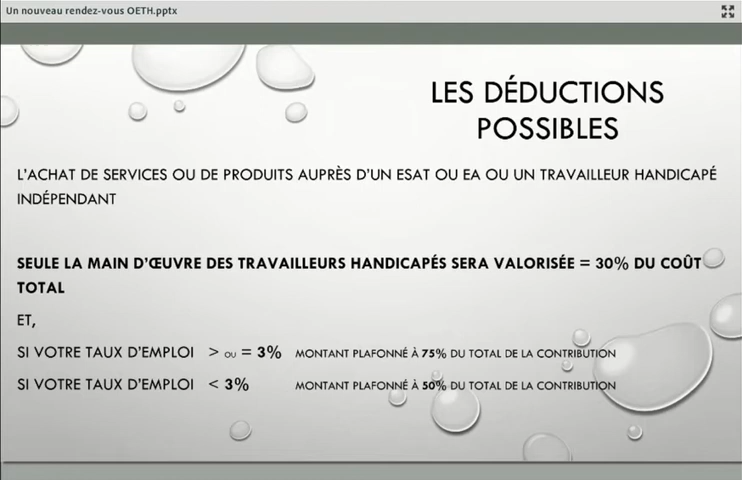 Un nouveau rendez-vous OETH.pptx
LES DÉDUCTIONS
POSSIBLES
L'ACHAT DE SERVICES OU DE PRODUITS AUPRÈS D'UN ESAT OU EA OU UN TRAVAILLEUR HANDICAPÉ
INDÉPENDANT
SEULE LA MAIN D'ŒUVRE DES TRAVAILLEURS HANDICAPÉS SERA VALORISÉE = 30% DU COÛT
TOTAL
ET,
SI VOTRE TAUX D'EMPLOI > OU = 3% MONTANT PLAFONNÉ À 75% DU TOTAL DE LA CONTRIBUTION
SI VOTRE TAUX D'EMPLOI < 3% MONTANT PLAFONNÉ À 50% DU TOTAL DE LA CONTRIBUTION